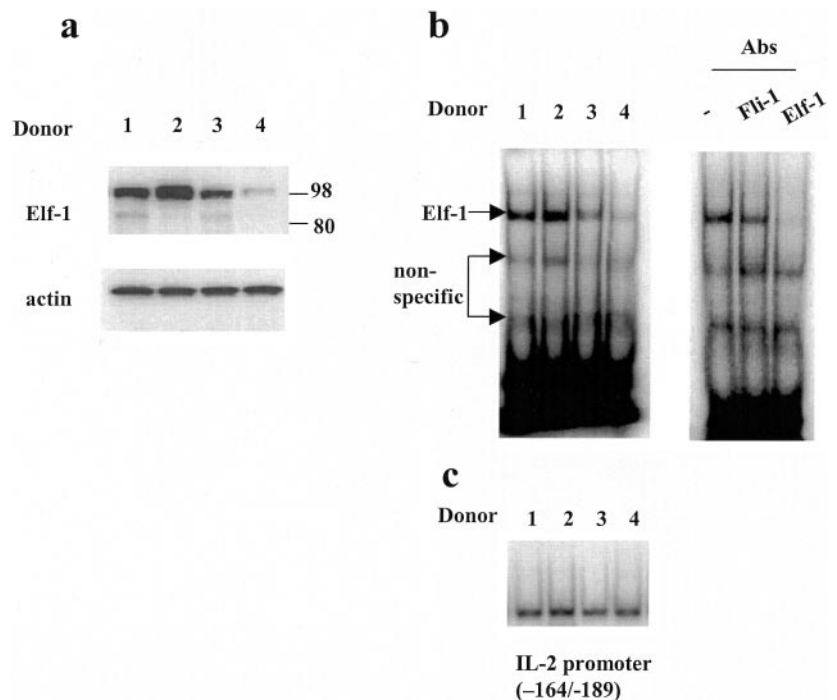 a
Donor 1 2 3 4
Elf-1
98
80
actin
b
Abs
Donor 1 2 3 4
- Fli-1 Elf-1
Elf-1
non-
specific
c
Donor 1 2 3 4
IL-2 promoter
(–164/-189)